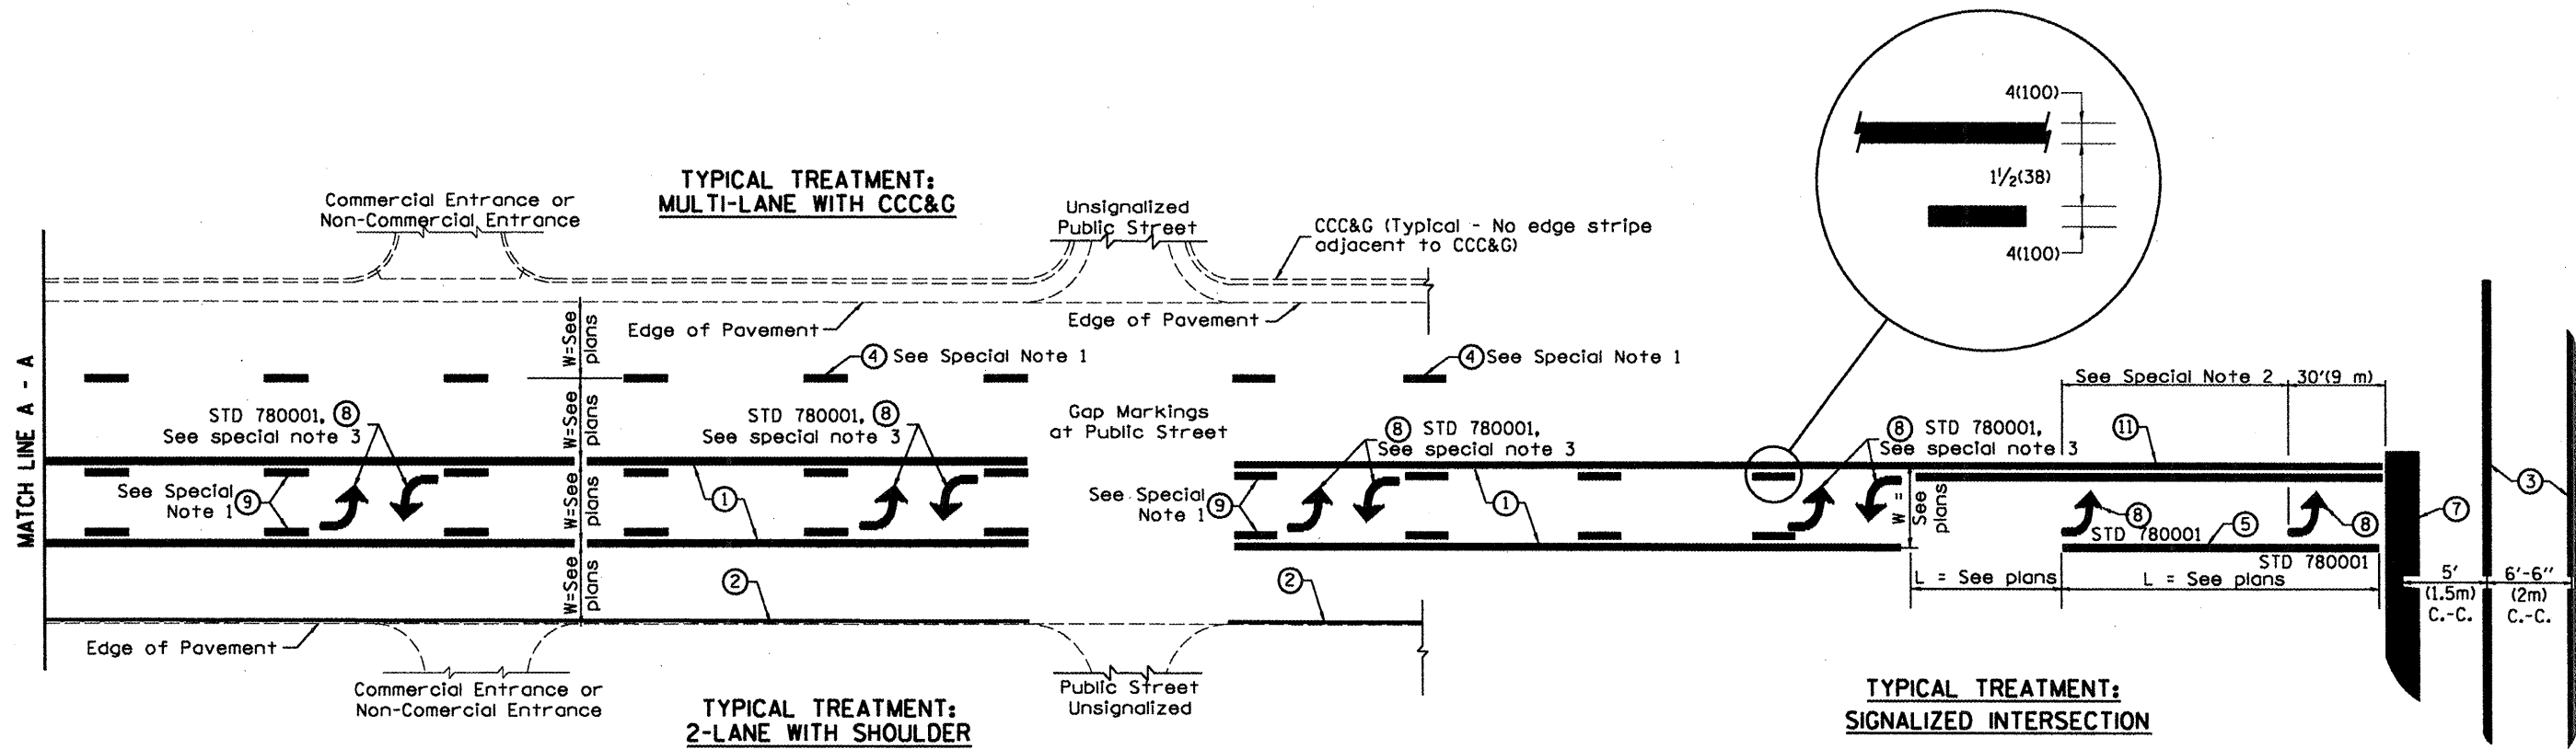 TYPICAL TREATMENT:
MULTI-LANE WITH CCC&G
Commercial Entrance or
Non-Commercial Entrance
Unsignalized
Public Street
CCC&G (Typical - No edge stripe
adjacent to CCC&G)
4(100)
1½(38)
4(100)
Edge of Pavement
Edge of Pavement
MATCH LINE A - A
W=See
plans
W=See
plans
W=See
plans
W=See
plans
4 See Special Note 1
4 See Special Note 1
STD 780001, 8
See special note 3
STD 780001, 8
See special note 3
Gap Markings
at Public Street
8 STD 780001,
See special note 3
8 STD 780001,
See special note 3
See Special Note 2
30'(9 m)
11
See Special
Note 1
9
1
See Special
Note 1
9
1
W =
See
plans
8
STD 780001
5
8
STD 780001
7
3
2
2
L = See plans
L = See plans
5'
(1.5m)
C.-C.
6'-6"
(2m)
C.-C.
Edge of Pavement
Commercial Entrance or
Non-Comercial Entrance
Public Street
Unsignalized
TYPICAL TREATMENT:
2-LANE WITH SHOULDER
TYPICAL TREATMENT:
SIGNALIZED INTERSECTION